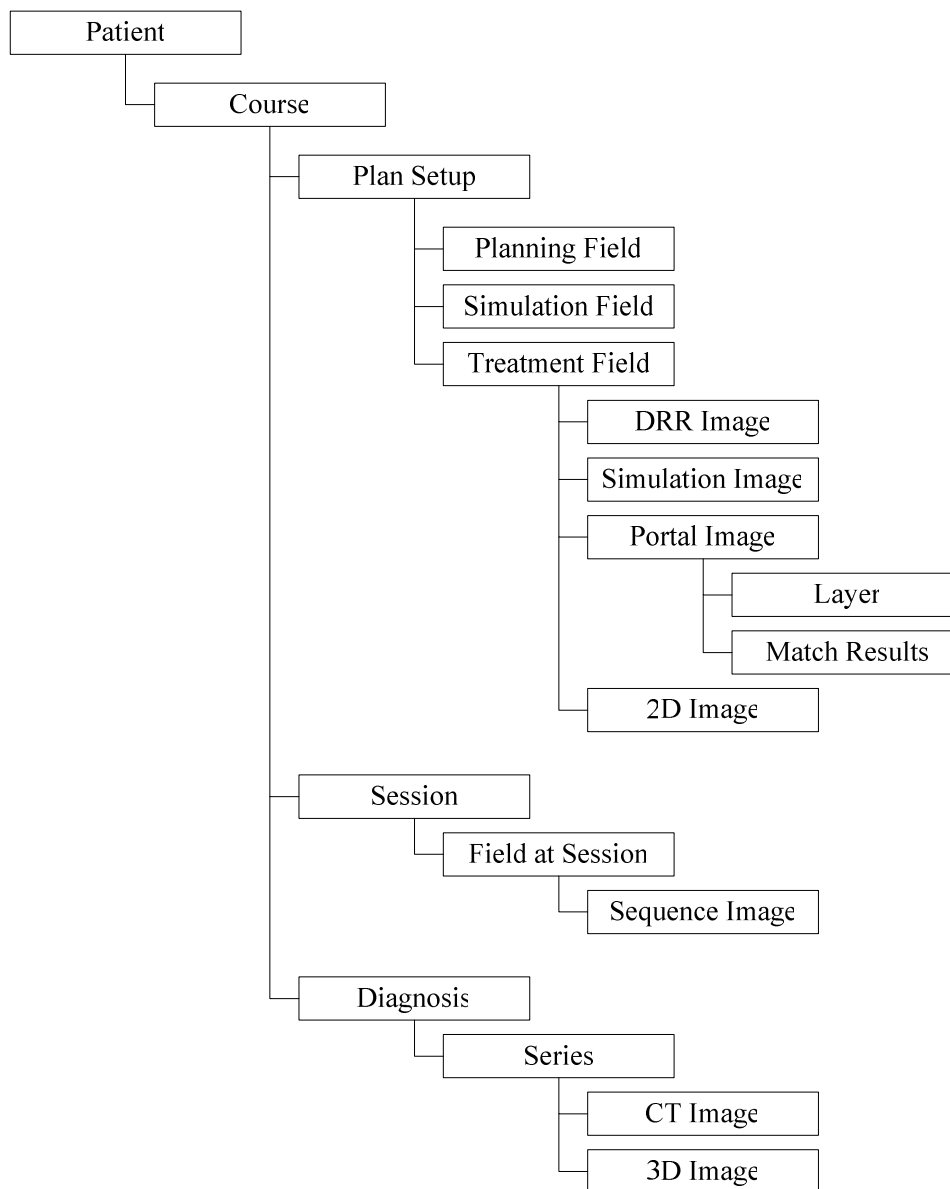 Patient
Course
Plan Setup
Planning Field
Simulation Field
Treatment Field
DRR Image
Simulation Image
Portal Image
Layer
Match Results
2D Image
Session
Field at Session
Sequence Image
Diagnosis
Series
CT Image
3D Image